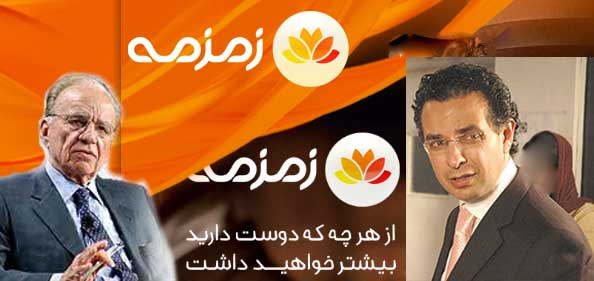 زمزمه
زمزمه
از هر چه که دوست دارید
بیشتر خواهید داشت